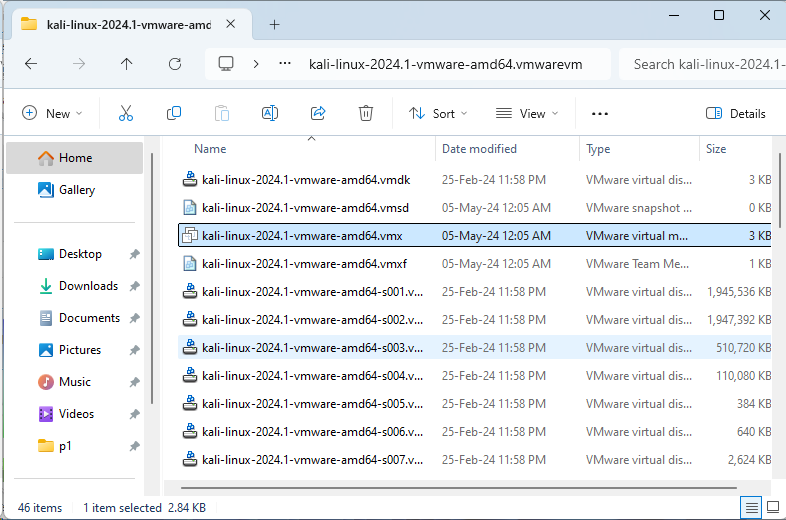 kali-linux-2024.1-vmware-amd
kali-linux-2024.1-vmware-amd64.vmwarevm
Search kali-linux-2024.1-
New
Sort
View
Details
Name
Date modified
Type
Size
Home
Gallery
Desktop
Downloads
Documents
Pictures
Music
Videos
p1
kali-linux-2024.1-vmware-amd64.vmdk 25-Feb-24 11:58 PM VMware virtual dis... 3 KB
kali-linux-2024.1-vmware-amd64.vmsd 05-May-24 12:05 AM VMware snapshot ... 0 KB
kali-linux-2024.1-vmware-amd64.vmx 05-May-24 12:05 AM VMware virtual m... 3 KB
kali-linux-2024.1-vmware-amd64.vmxf 05-May-24 12:05 AM VMware Team Me... 1 KB
kali-linux-2024.1-vmware-amd64-s001.v... 25-Feb-24 11:58 PM VMware virtual dis... 1,945,536 KB
kali-linux-2024.1-vmware-amd64-s002.v... 25-Feb-24 11:58 PM VMware virtual dis... 1,947,392 KB
kali-linux-2024.1-vmware-amd64-s003.v... 25-Feb-24 11:58 PM VMware virtual dis... 510,720 KB
kali-linux-2024.1-vmware-amd64-s004.v... 25-Feb-24 11:58 PM VMware virtual dis... 110,080 KB
kali-linux-2024.1-vmware-amd64-s005.v... 25-Feb-24 11:58 PM VMware virtual dis... 384 KB
kali-linux-2024.1-vmware-amd64-s006.v... 25-Feb-24 11:58 PM VMware virtual dis... 640 KB
kali-linux-2024.1-vmware-amd64-s007.v... 25-Feb-24 11:58 PM VMware virtual dis... 2,624 KB
46 items
1 item selected 2.84 KB